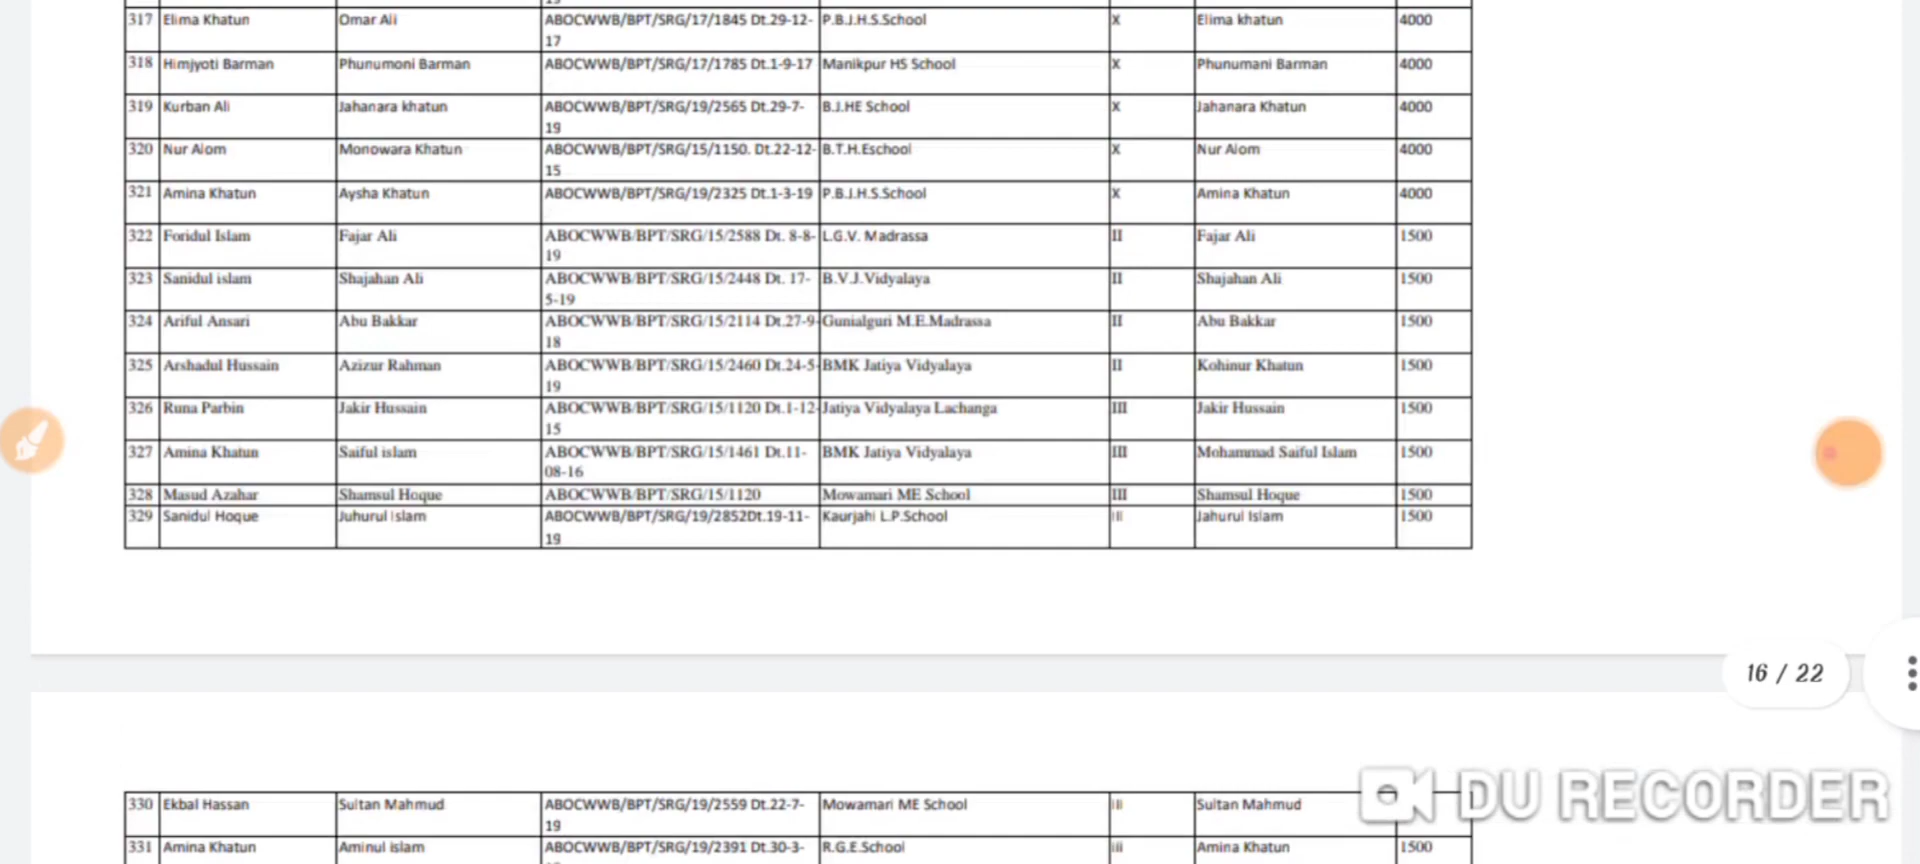 317 Elima Khatun Omar Ali ABOCWWB/BPT/SRG/17/1845 Dt.29-12-17 P.B.J.H.S.School X Elima khatun 4000
318 Himjyoti Barman Phunumoni Barman ABOCWWB/BPT/SRG/17/1785 Dt.1-9-17 Manikpur HS School X Phunumani Barman 4000
319 Kurban Ali Jahanara khatun ABOCWWB/BPT/SRG/19/2565 Dt.29-7-19 B.J.HE School X Jahanara Khatun 4000
320 Nur Alom Monowara Khatun ABOCWWB/BPT/SRG/15/1150. Dt.22-12-15 B.T.H.Eschool X Nur Alom 4000
321 Amina Khatun Aysha Khatun ABOCWWB/BPT/SRG/19/2325 Dt.1-3-19 P.B.J.H.S.School X Amina Khatun 4000
322 Foridul Islam Fajar Ali ABOCWWB/BPT/SRG/15/2588 Dt. 8-8-19 L.G.V. Madrassa II Fajar Ali 1500
323 Sanidul islam Shajahan Ali ABOCWWB/BPT/SRG/15/2448 Dt. 17-5-19 B.V.J.Vidyalaya II Shajahan Ali 1500
324 Ariful Ansari Abu Bakkar ABOCWWB/BPT/SRG/15/2114 Dt.27-9-18 Gunialguri M.E.Madrassa II Abu Bakkar 1500
325 Arshadul Hussain Azizur Rahman ABOCWWB/BPT/SRG/15/2460 Dt.24-5-19 BMK Jatiya Vidyalaya II Kohinur Khatun 1500
326 Runa Parbin Jakir Hussain ABOCWWB/BPT/SRG/15/1120 Dt.1-12-15 Jatiya Vidyalaya Lachanga III Jakir Hussain 1500
327 Amina Khatun Saiful islam ABOCWWB/BPT/SRG/15/1461 Dt.11-08-16 BMK Jatiya Vidyalaya III Mohammad Saiful Islam 1500
328 Masud Azahar Shamsul Hoque ABOCWWB/BPT/SRG/15/1120 Mowamari ME School III Shamsul Hoque 1500
329 Sanidul Hoque Juhurul Islam ABOCWWB/BPT/SRG/19/2852Dt.19-11-19 Kaurjahi L.P.School III Jahurul Islam 1500
16 / 22
330 Ekbal Hassan Sultan Mahmud ABOCWWB/BPT/SRG/19/2559 Dt.22-7-19 Mowamari ME School iii Sultan Mahmud
DU RECORDER
331 Amina Khatun Aminul islam ABOCWWB/BPT/SRG/19/2391 Dt.30-3- R.G.E.School iii Amina Khatun 1500